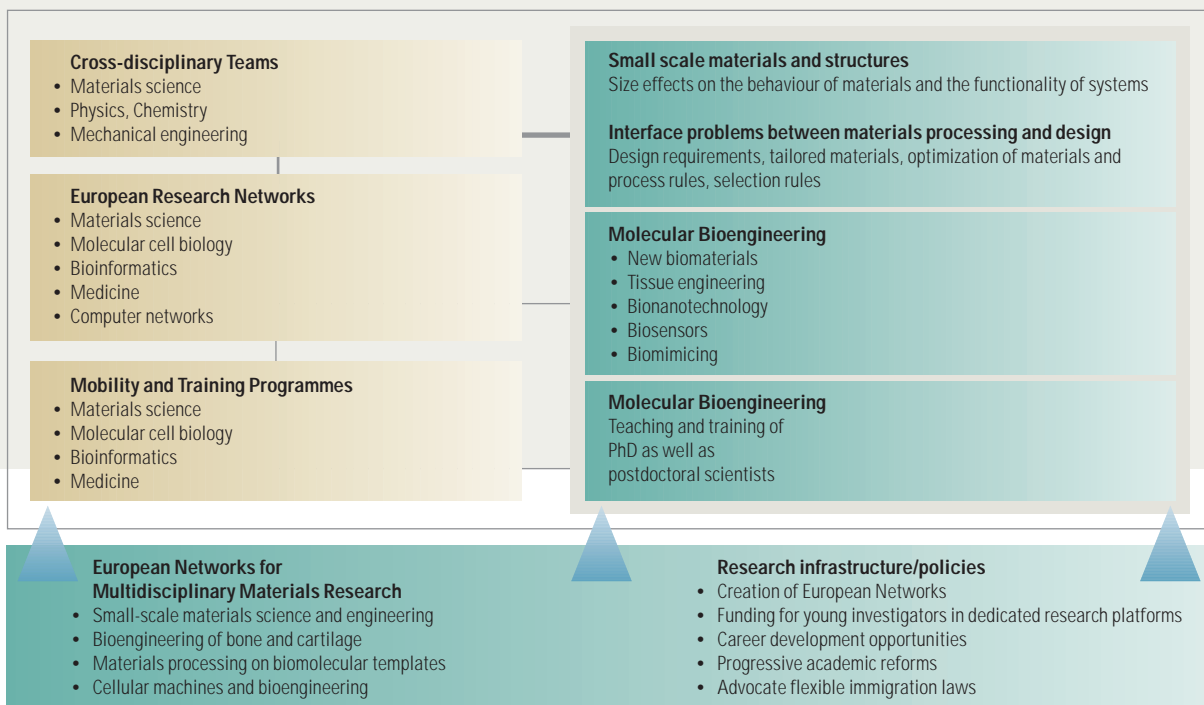 Cross-disciplinary Teams
• Materials science
• Physics, Chemistry
• Mechanical engineering
European Research Networks
• Materials science
• Molecular cell biology
• Bioinformatics
• Medicine
• Computer networks
Mobility and Training Programmes
• Materials science
• Molecular cell biology
• Bioinformatics
• Medicine
Small scale materials and structures
Size effects on the behaviour of materials and the functionality of systems
Interface problems between materials processing and design
Design requirements, tailored materials, optimization of materials and
process rules, selection rules
Molecular Bioengineering
• New biomaterials
• Tissue engineering
• Bionanotechnology
• Biosensors
• Biomimicing
Molecular Bioengineering
Teaching and training of
PhD as well as
postdoctoral scientists
European Networks for
Multidisciplinary Materials Research
• Small-scale materials science and engineering
• Bioengineering of bone and cartilage
• Materials processing on biomolecular templates
• Cellular machines and bioengineering
Research infrastructure/policies
• Creation of European Networks
• Funding for young investigators in dedicated research platforms
• Career development opportunities
• Progressive academic reforms
• Advocate flexible immigration laws